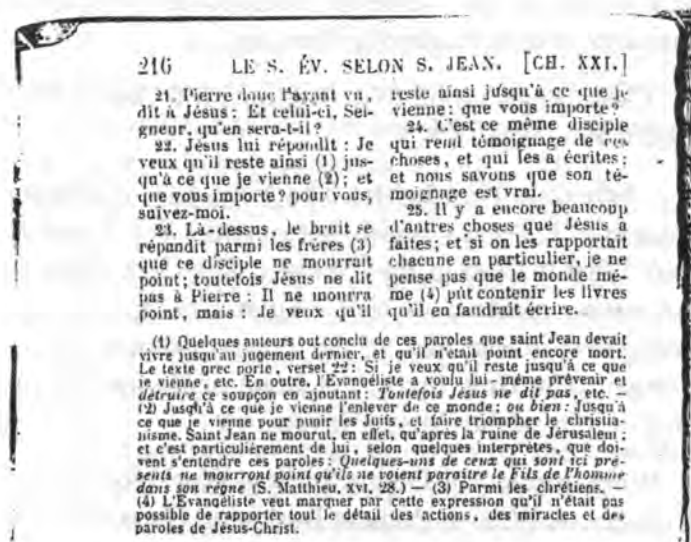 216 LE S. ÉV. SELON S. JEAN. [CH. XXI.]
21. Pierre donc l'ayant vu,
dit à Jésus: Et celui-ci, Sei-
gneur, qu'en sera-t-il?
22. Jésus lui répondit: Je
veux qu'il reste ainsi (1) jus-
qu'à ce que je vienne (2); et
que vous importe? pour vous,
suivez-moi.
23. Là-dessus, le bruit se
répandit parmi les frères (3)
que ce disciple ne mourrait
point; toutefois Jésus ne dit
pas à Pierre: Il ne mourra
point, mais: Je veux qu'il
reste ainsi jusqu'à ce que je
vienne: que vous importe?
24. C'est ce même disciple
qui rend témoignage de ces
choses, et qui les a écrites;
et nous savons que son té-
moignage est vrai.
25. Il y a encore beaucoup
d'autres choses que Jésus a
faites; et si on les rapportait
chacune en particulier, je ne
pense pas que le monde mê-
me (4) pût contenir les livres
qu'il en faudrait écrire.
(1) Quelques auteurs ont conclu de ces paroles que saint Jean devait
vivre jusqu'au jugement dernier, et qu'il n'était point encore mort.
Le texte grec porte, verset 22: Si je veux qu'il reste jusqu'à ce que
je vienne, etc. En outre, l'Evangéliste a voulu lui-même prévenir et
détruire ce soupçon en ajoutant: Toutefois Jésus ne dit pas, etc. —
(2) Jusqu'à ce que je vienne l'enlever de ce monde; ou bien: Jusqu'à
ce que je vienne pour punir les Juifs, et faire triompher le christia-
nisme. Saint Jean ne mourut, en effet, qu'après la ruine de Jérusalem;
et c'est particulièrement de lui, selon quelques interprètes, que doi-
vent s'entendre ces paroles: Quelques-uns de ceux qui sont ici pré-
sents ne mourront point qu'ils ne voient paraître le Fils de l'homme
dans son règne (S. Matthieu, XVI, 28.) — (3) Parmi les chrétiens. —
(4) L'Evangéliste veut marquer par cette expression qu'il n'était pas
possible de rapporter tout le détail des actions, des miracles et des
paroles de Jésus-Christ.